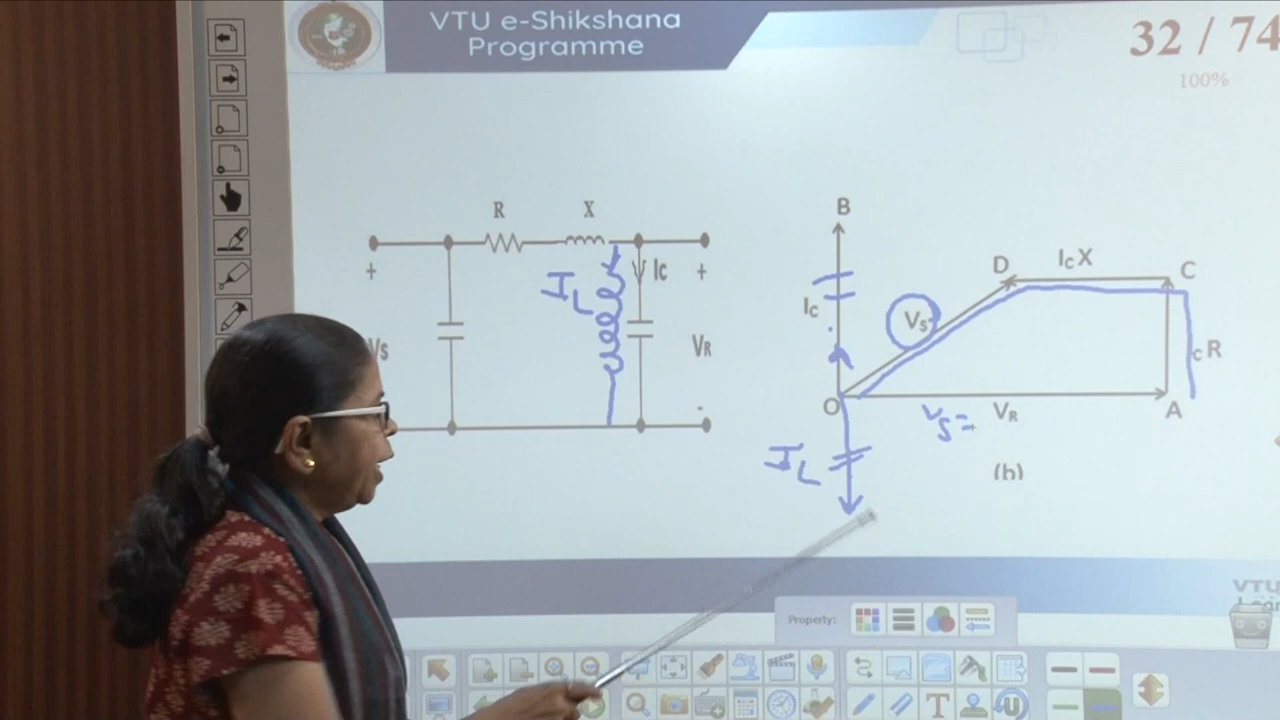 VTU e-Shikshana
Programme
32 / 74
100%
R
X
+
IL
Ic
+
Vs
VR
-
B
Ic
D
IcX
C
Vs
cR
O
VR
A
Vs=
IL
(b)
VTU
Property:
T
U